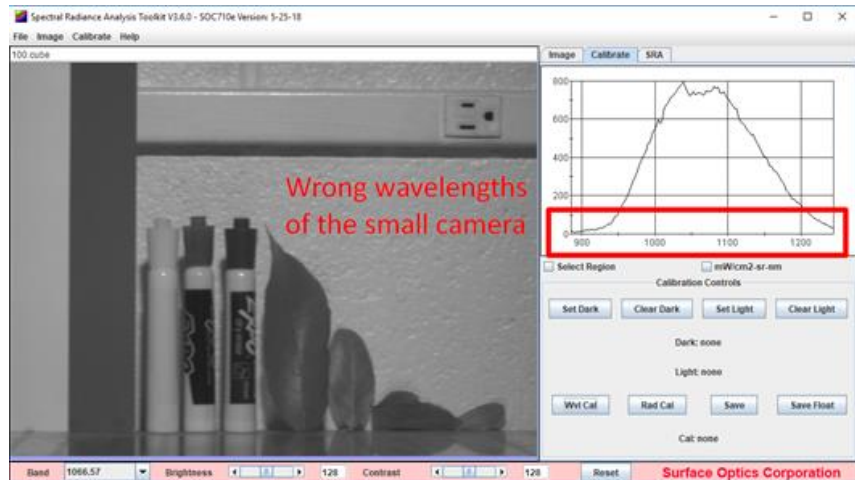 Spectral Radiance Analysis Toolkit V3.6.0 - SOC710e Version: 5-25-18
File Image Calibrate Help
100.cube
Image Calibrate SRA
800
600
400
200
0
900 1000 1100 1200
Wrong wavelengths
of the small camera
Select Region mW/cm2-sr-nm
Calibration Controls
Set Dark Clear Dark Set Light Clear Light
Dark: none
Light: none
Wvl Cal Rad Cal Save Save Float
Cal: none
Band 1066.57 Brightness 128 Contrast 128 Reset Surface Optics Corporation